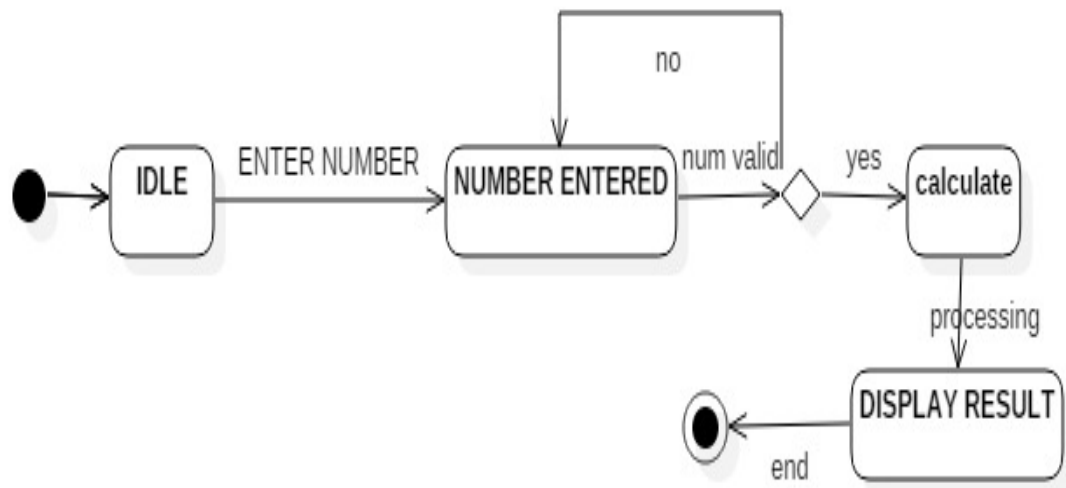 no
IDLE
ENTER NUMBER
NUMBER ENTERED
num valid
yes
calculate
processing
DISPLAY RESULT
end